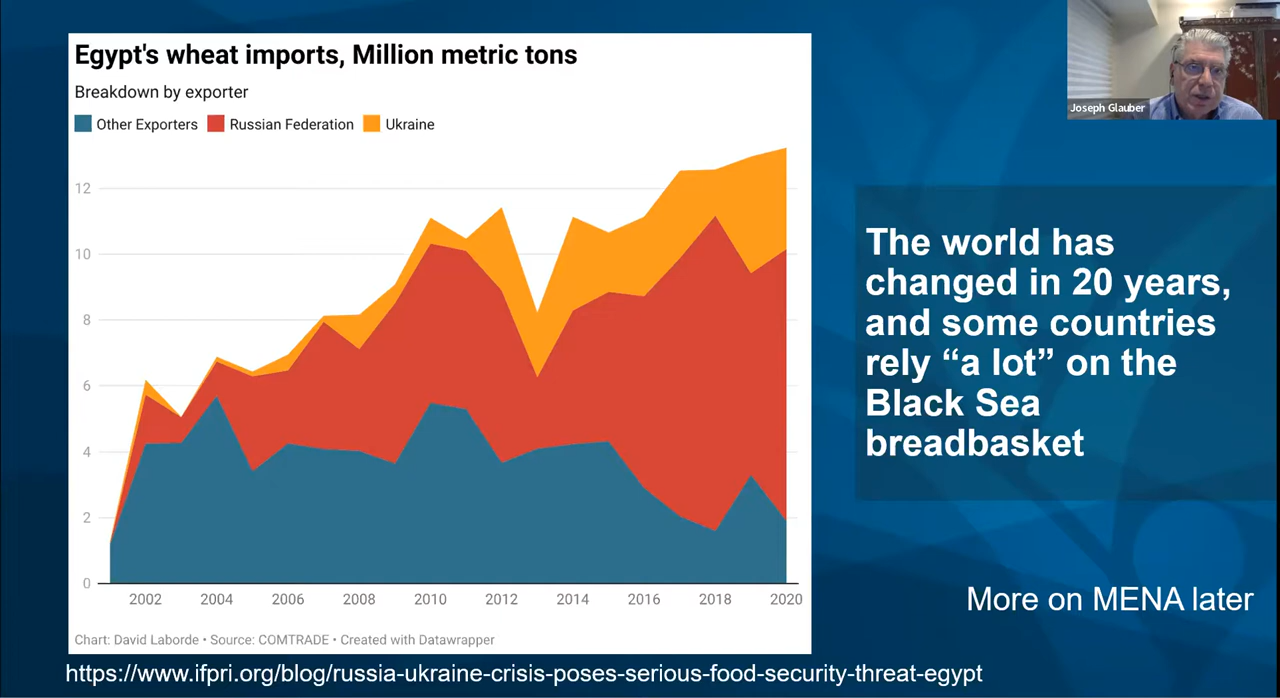 Egypt's wheat imports, Million metric tons
Breakdown by exporter
Other Exporters Russian Federation Ukraine
12
10
8
6
4
2
0
2002 2004 2006 2008 2010 2012 2014 2016 2018 2020
Chart: David Laborde • Source: COMTRADE • Created with Datawrapper
https://www.ifpri.org/blog/russia-ukraine-crisis-poses-serious-food-security-threat-egypt
Joseph Glauber
The world has
changed in 20 years,
and some countries
rely “a lot” on the
Black Sea
breadbasket
More on MENA later